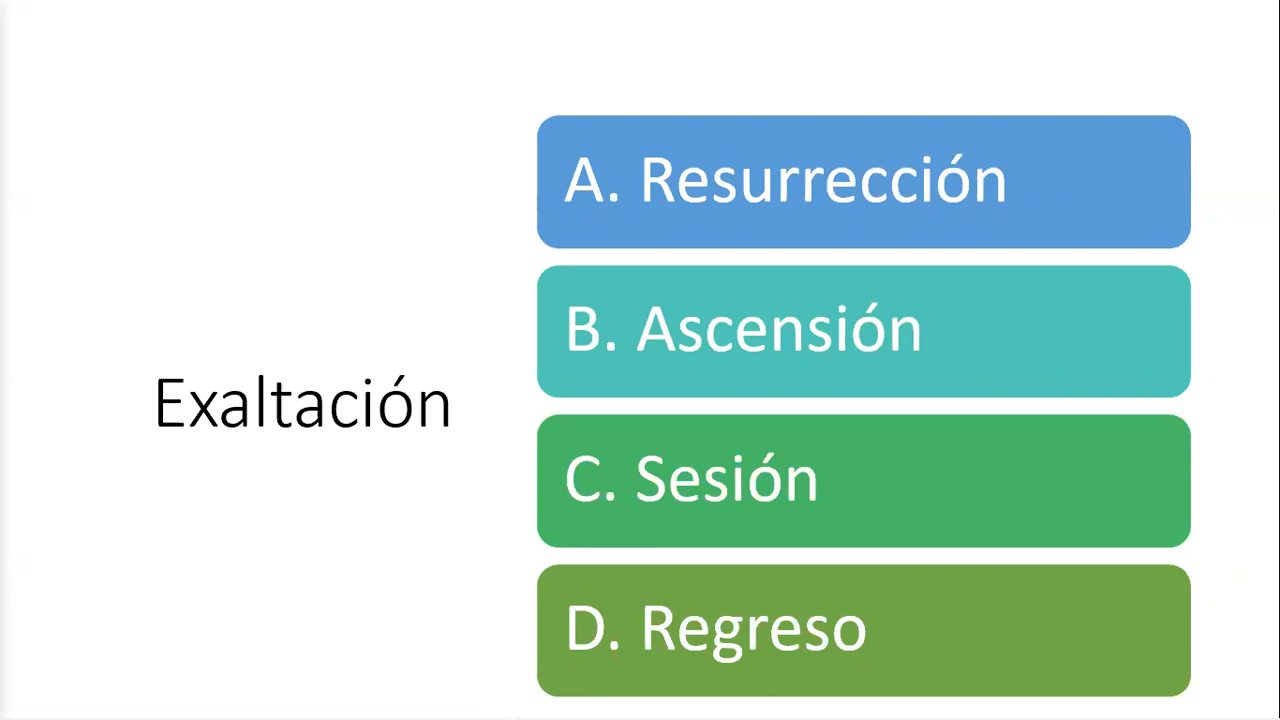 Exaltación
A. Resurrección
B. Ascensión
C. Sesión
D. Regreso